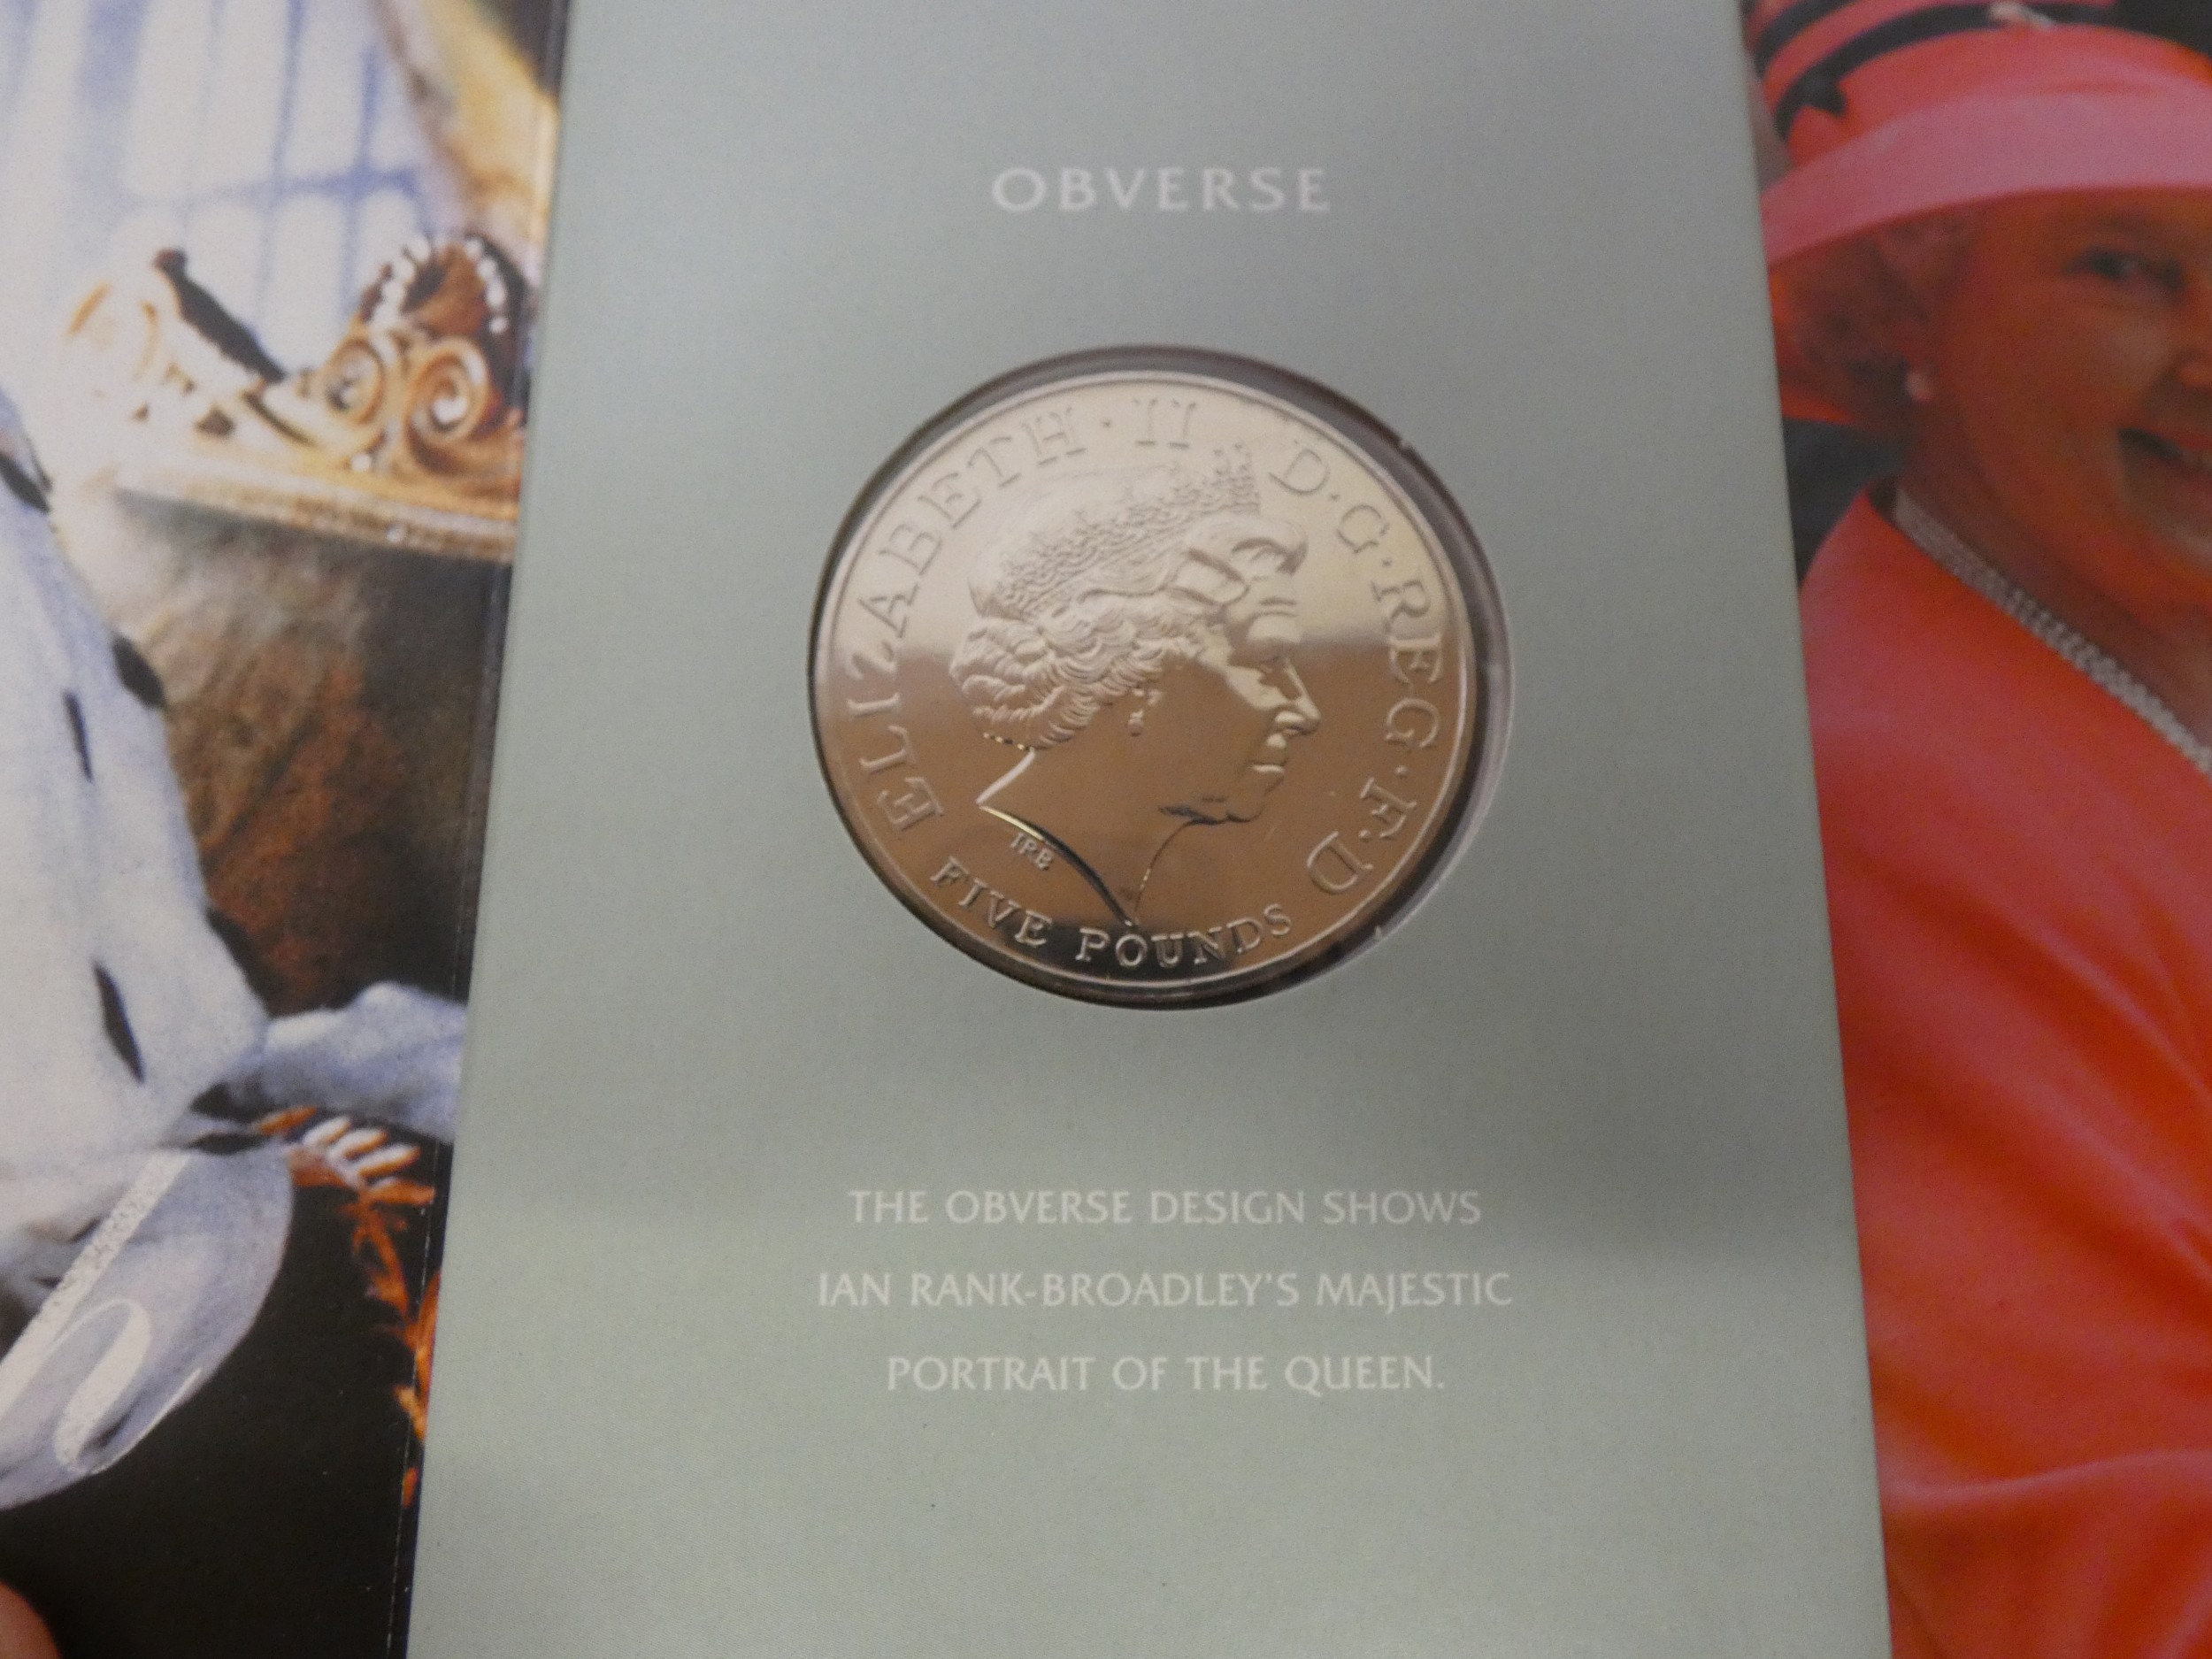 OBVERSE
ELIZABETH · II D · G · REG · F · D
IRB
FIVE POUNDS
THE OBVERSE DESIGN SHOWS
IAN RANK-BROADLEY'S MAJESTIC
PORTRAIT OF THE QUEEN.